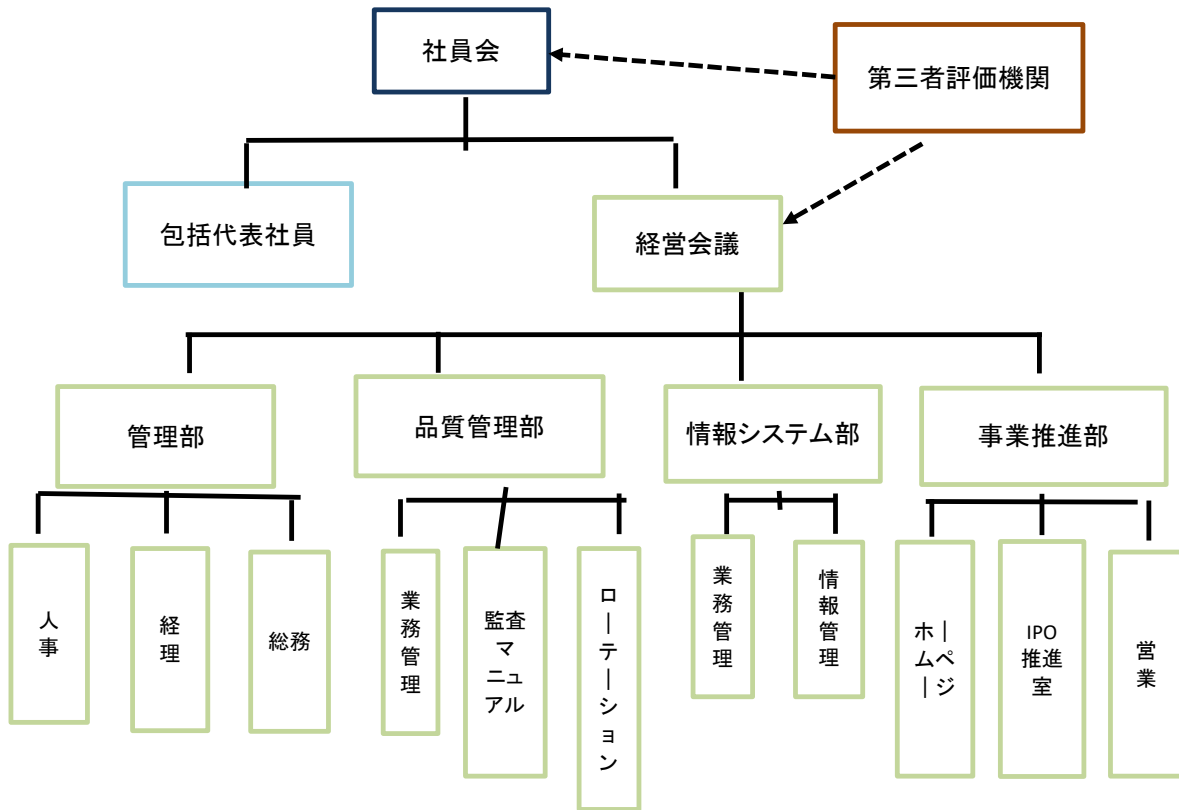 社員会
第三者評価機関
包括代表社員
経営会議
管理部
品質管理部
情報システム部
事業推進部
人事
経理
総務
業務管理
監査
マ
ニュ
アル
ローテーション
業務管理
情報管理
ホームページ
IPO
推進
室
営業